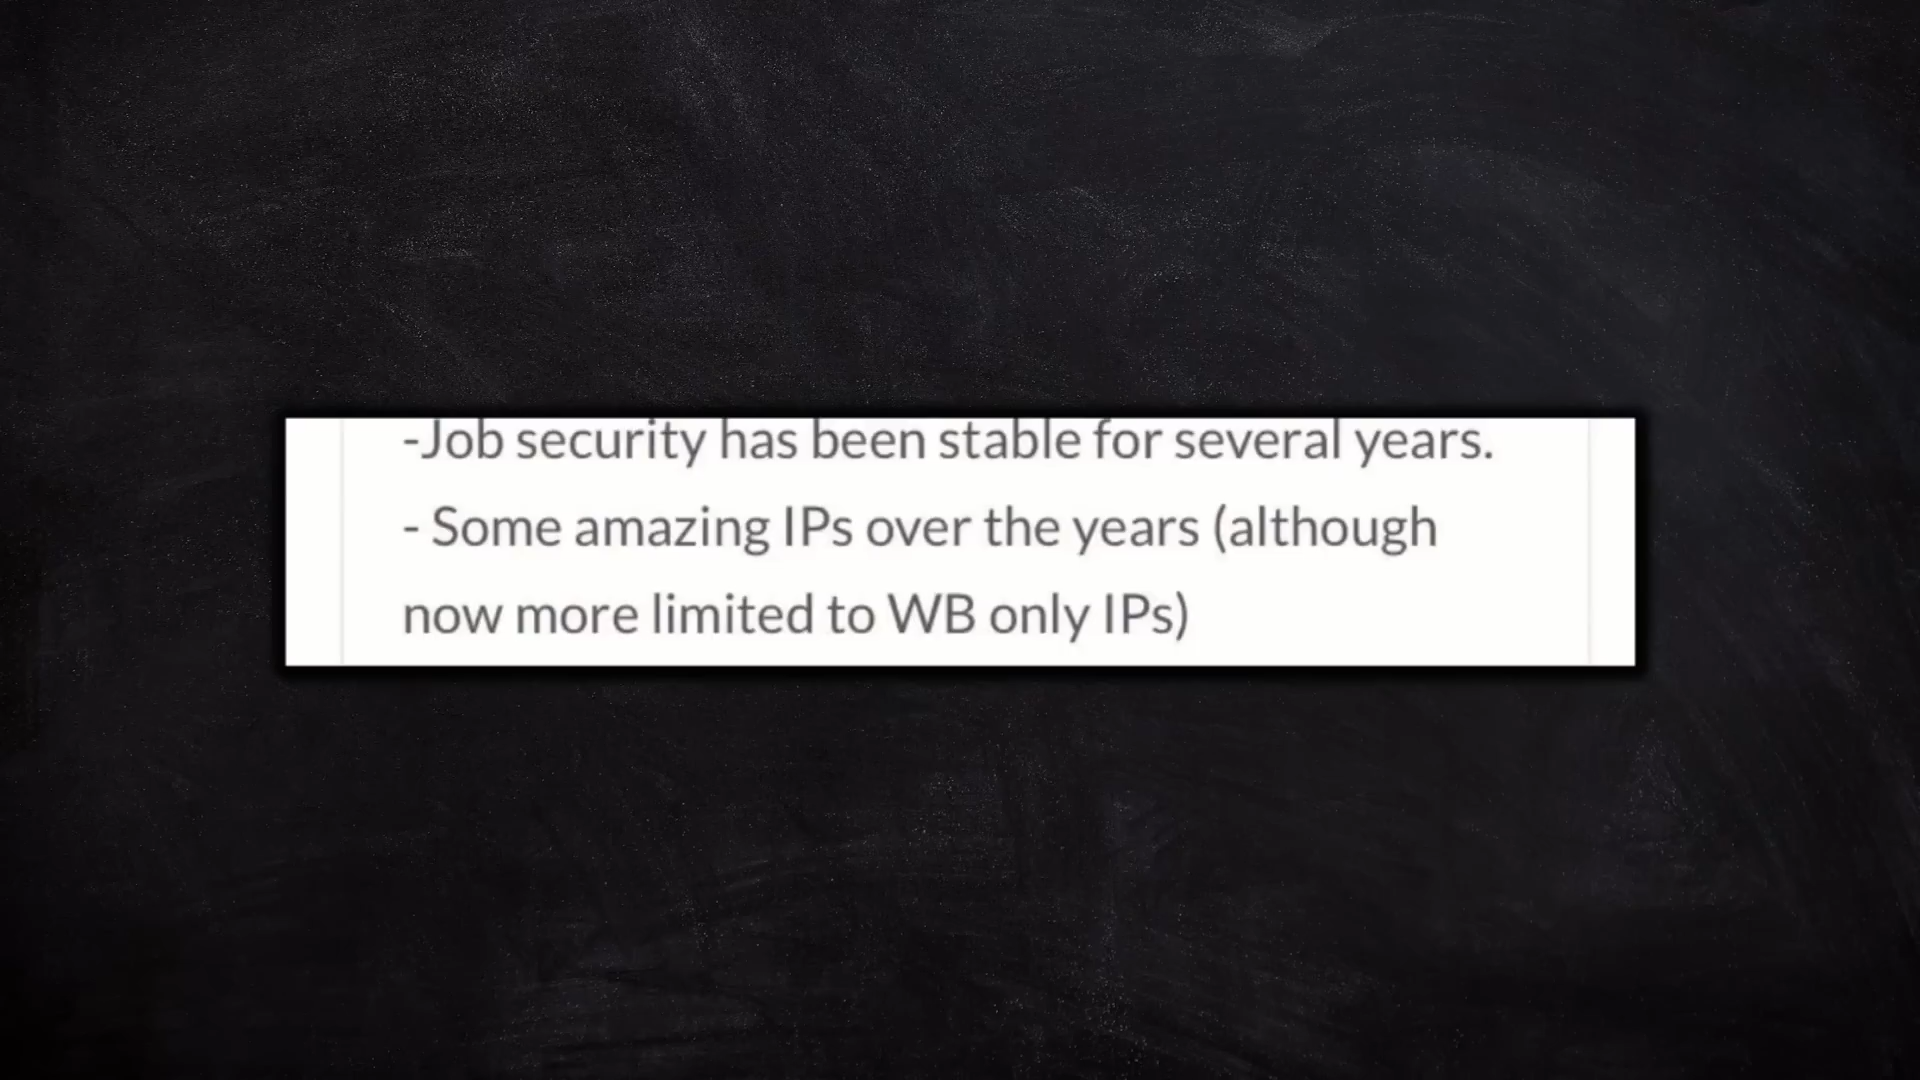 -Job security has been stable for several years.
- Some amazing IPs over the years (although
now more limited to WB only IPs)